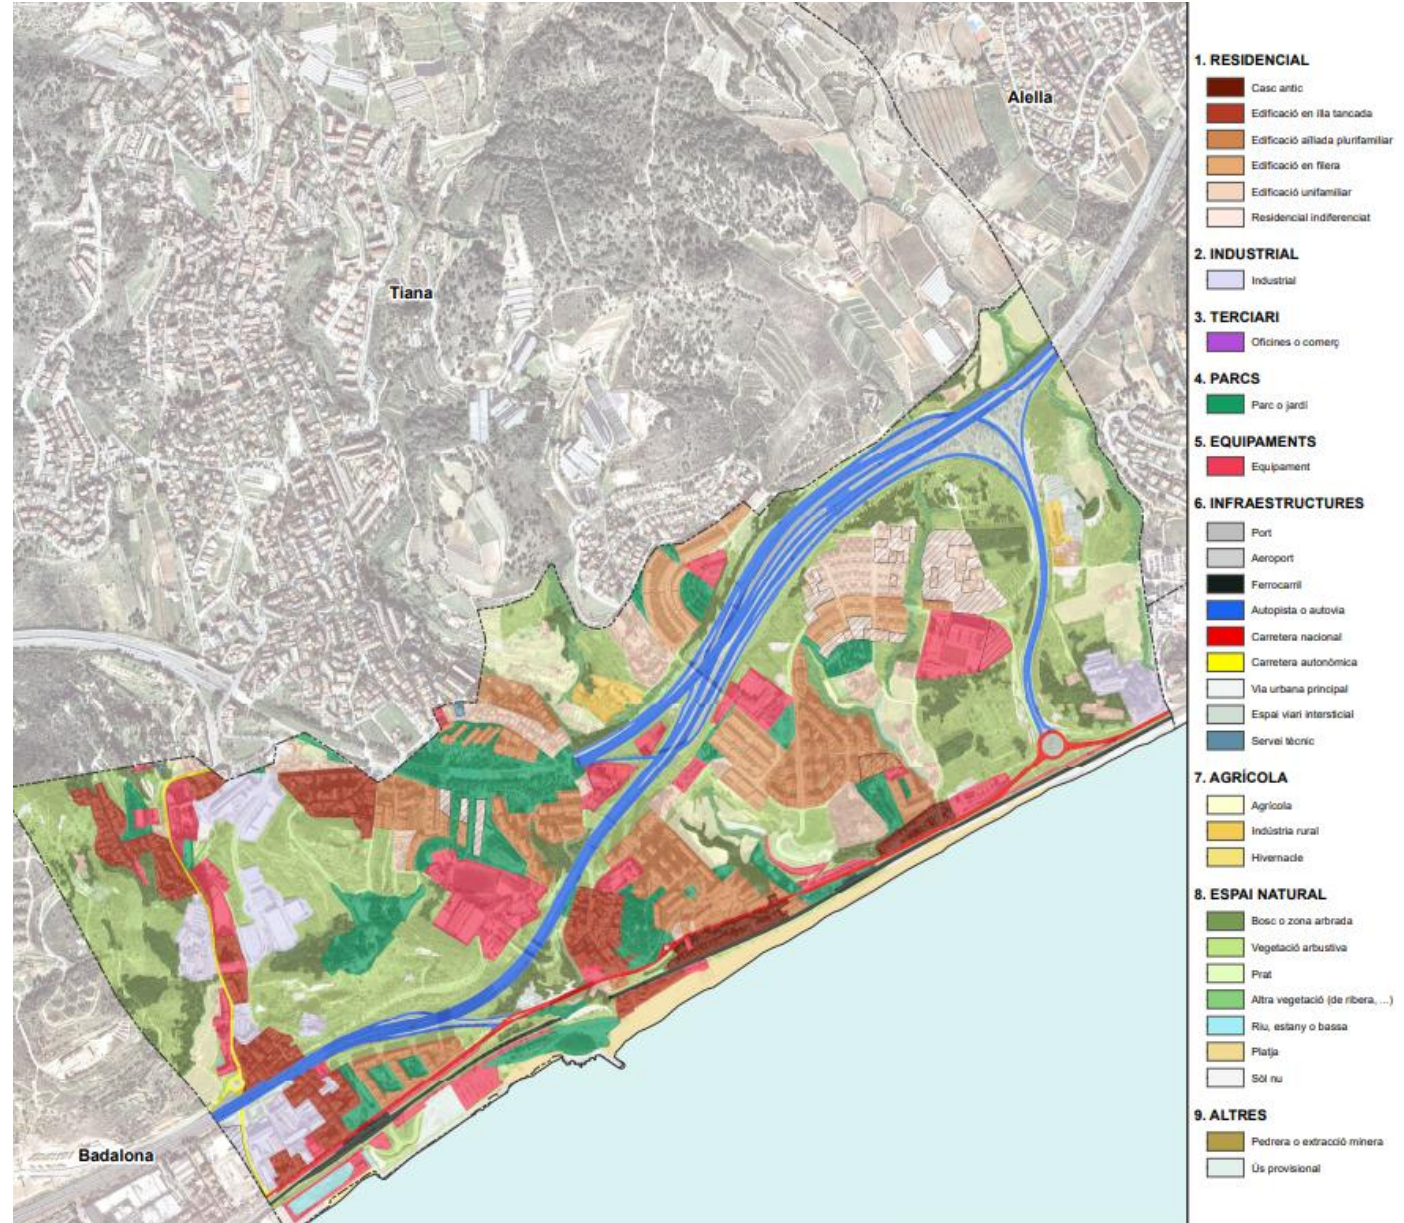 Alella
Tiana
Badalona
1. RESIDENCIAL
Casc antic
Edificació en illa tancada
Edificació aïllada plurifamiliar
Edificació en filera
Edificació unifamiliar
Residencial indiferenciat
2. INDUSTRIAL
Industrial
3. TERCIARI
Oficines o comerç
4. PARCS
Parc o jardí
5. EQUIPAMENTS
Equipament
6. INFRAESTRUCTURES
Port
Aeroport
Ferrocarril
Autopista o autovia
Carretera nacional
Carretera autonòmica
Via urbana principal
Espai viari intersticial
Servei tècnic
7. AGRÍCOLA
Agrícola
Indústria rural
Hivernacle
8. ESPAI NATURAL
Bosc o zona arbrada
Vegetació arbustiva
Prat
Altra vegetació (de ribera, ...)
Riu, estany o bassa
Platja
Sòl nu
9. ALTRES
Pedrera o extracció minera
Ús provisional